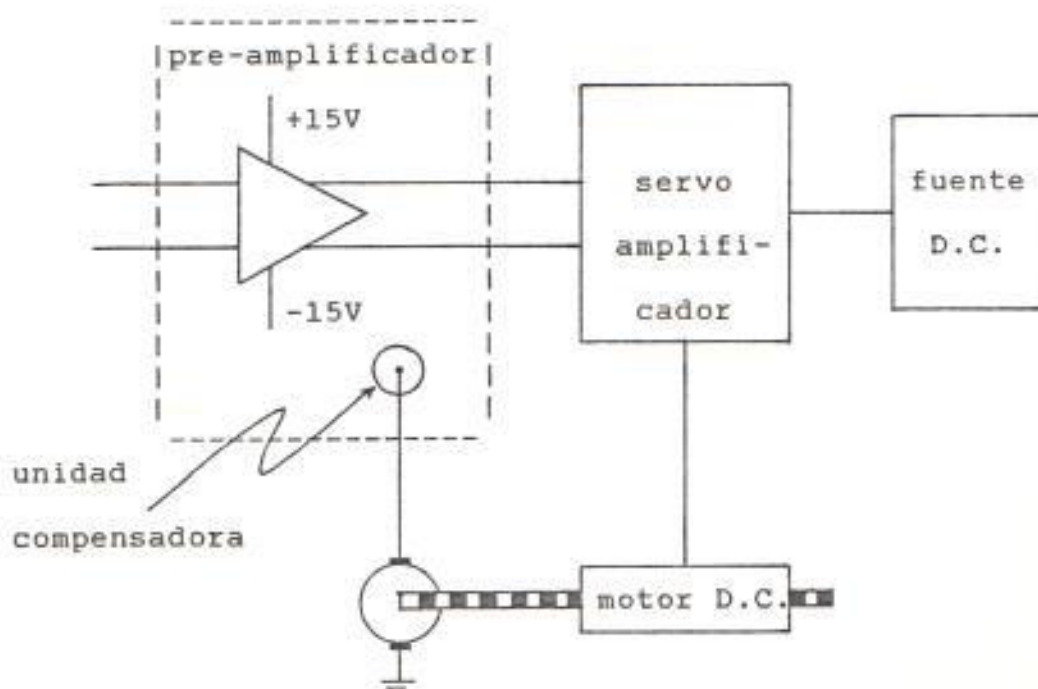 pre-amplificador
+15V
-15V
servo
amplifi-
cador
fuente
D.C.
unidad
compensadora
motor D.C.